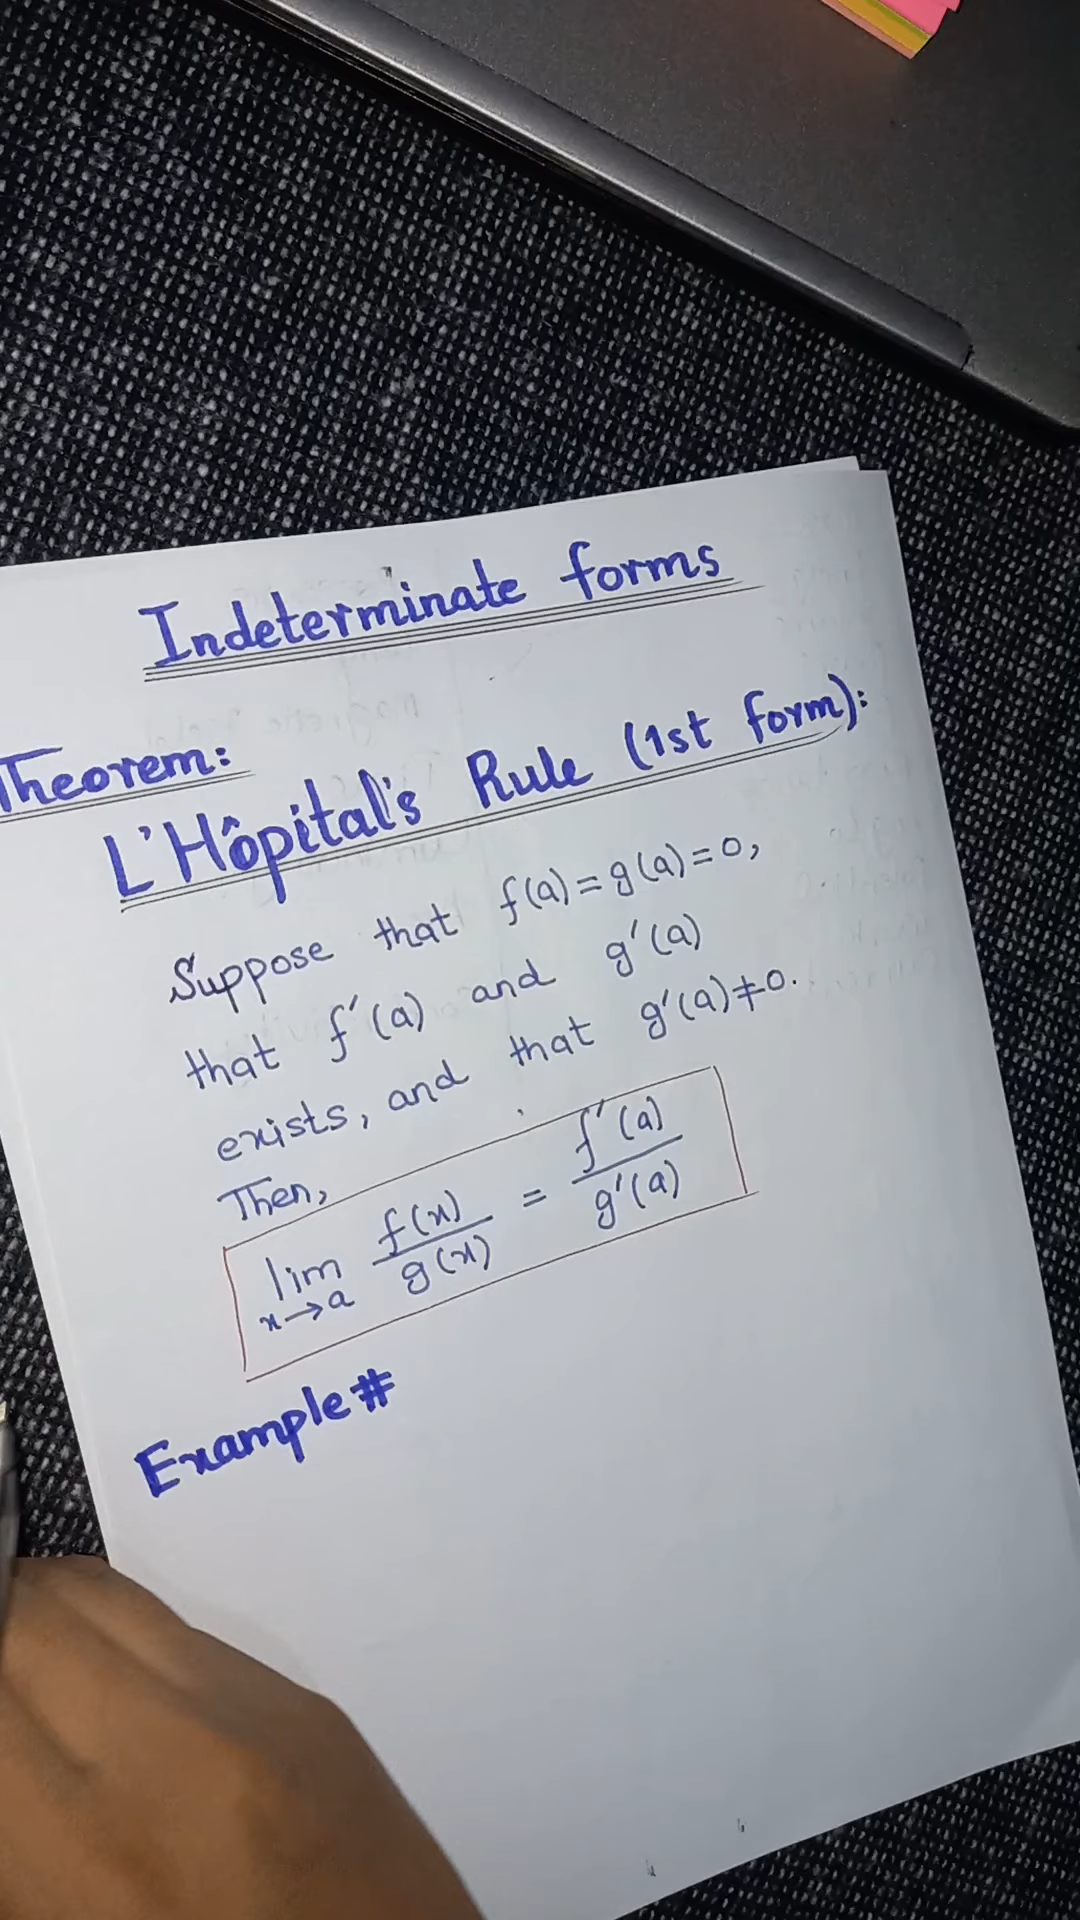 Indeterminate forms
Theorem:
L'Hôpital's Rule (1st form):
Suppose that f(a) = g(a) = 0,
that f'(a) and g'(a)
exists, and that g'(a) ≠ 0.
Then,
lim x→a f(x)/g(x) = f'(a)/g'(a)
Example #